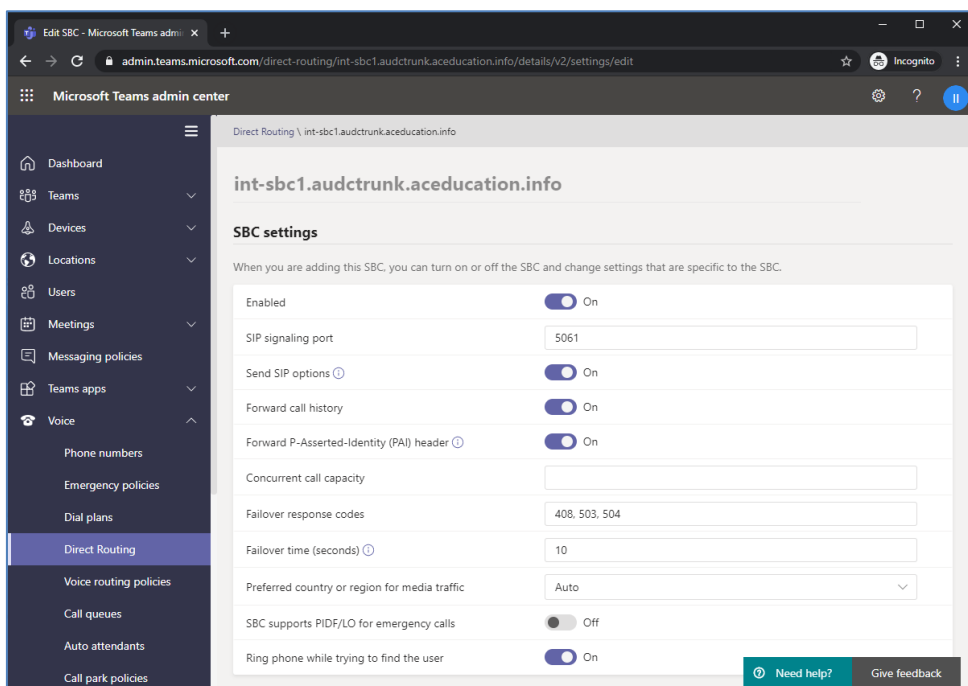 Edit SBC - Microsoft Teams admi
admin.teams.microsoft.com/direct-routing/int-sbc1.audctrunk.aceducation.info/details/v2/settings/edit
Incognito
Microsoft Teams admin center
II
Direct Routing \ int-sbc1.audctrunk.aceducation.info
Dashboard
Teams
Devices
Locations
Users
Meetings
Messaging policies
Teams apps
Voice
Phone numbers
Emergency policies
Dial plans
Direct Routing
Voice routing policies
Call queues
Auto attendants
Call park policies
int-sbc1.audctrunk.aceducation.info
SBC settings
When you are adding this SBC, you can turn on or off the SBC and change settings that are specific to the SBC.
Enabled On
SIP signaling port 5061
Send SIP options On
Forward call history On
Forward P-Asserted-Identity (PAI) header On
Concurrent call capacity
Failover response codes 408, 503, 504
Failover time (seconds) 10
Preferred country or region for media traffic Auto
SBC supports PIDF/LO for emergency calls Off
Ring phone while trying to find the user On
Need help? Give feedback